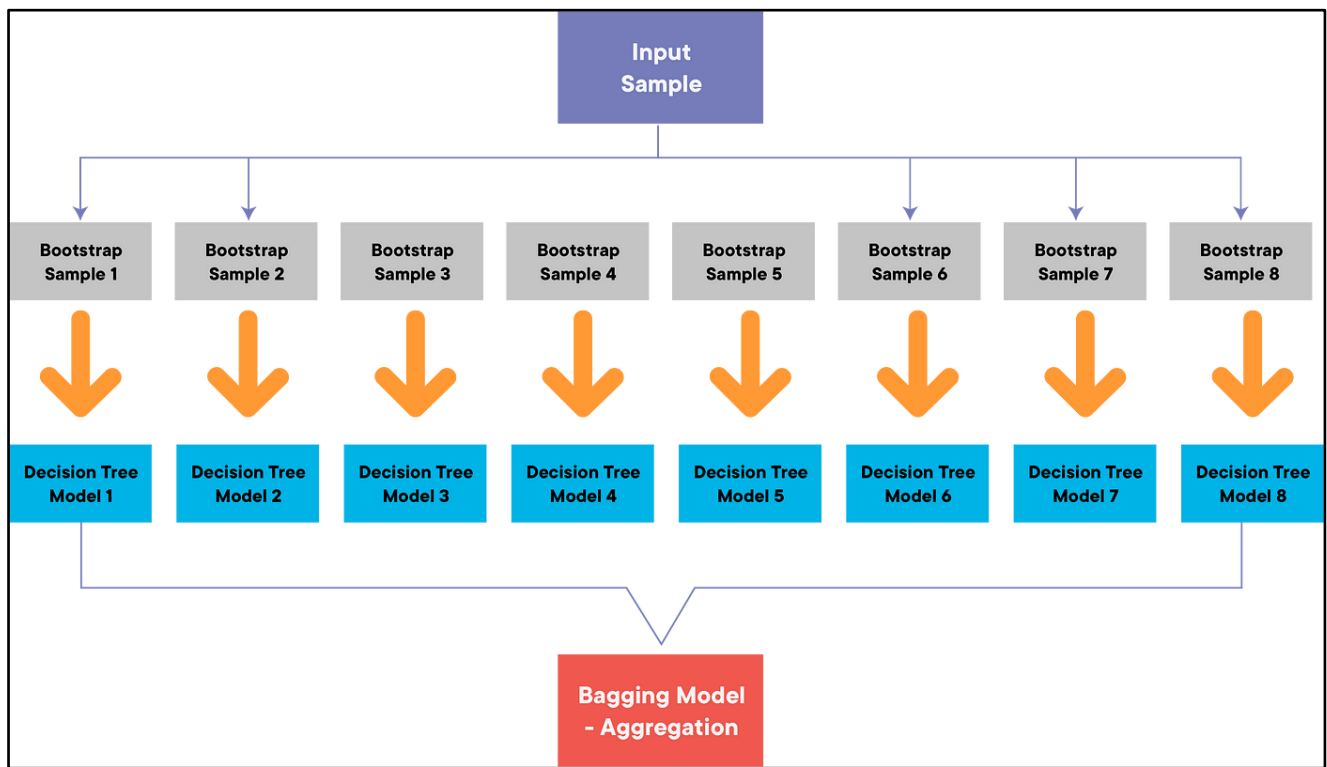 Input
Sample
Bootstrap
Sample 1
Bootstrap
Sample 2
Bootstrap
Sample 3
Bootstrap
Sample 4
Bootstrap
Sample 5
Bootstrap
Sample 6
Bootstrap
Sample 7
Bootstrap
Sample 8
Decision Tree
Model 1
Decision Tree
Model 2
Decision Tree
Model 3
Decision Tree
Model 4
Decision Tree
Model 5
Decision Tree
Model 6
Decision Tree
Model 7
Decision Tree
Model 8
Bagging Model
- Aggregation